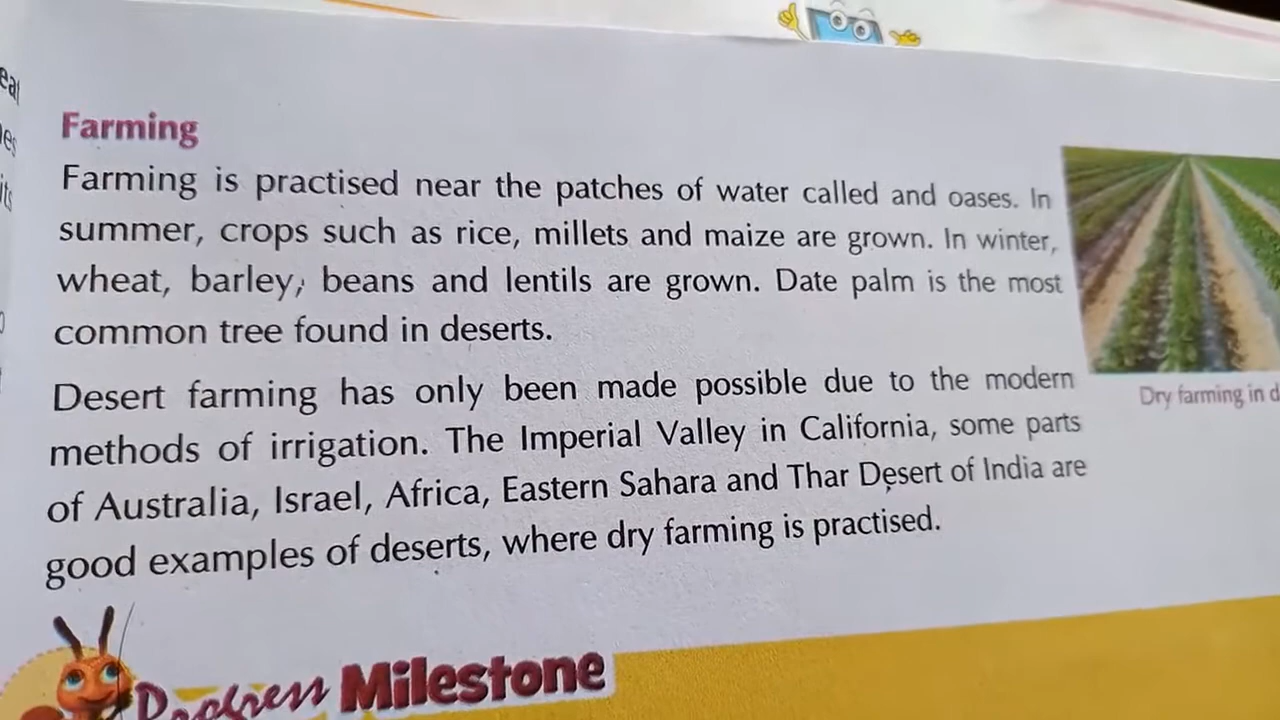 Farming
Farming is practised near the patches of water called and oases. In
summer, crops such as rice, millets and maize are grown. In winter,
wheat, barley, beans and lentils are grown. Date palm is the most
common tree found in deserts.
Desert farming has only been made possible due to the modern
methods of irrigation. The Imperial Valley in California, some parts
of Australia, Israel, Africa, Eastern Sahara and Thar Desert of India are
good examples of deserts, where dry farming is practised.
Dry farming in
Progress Milestone